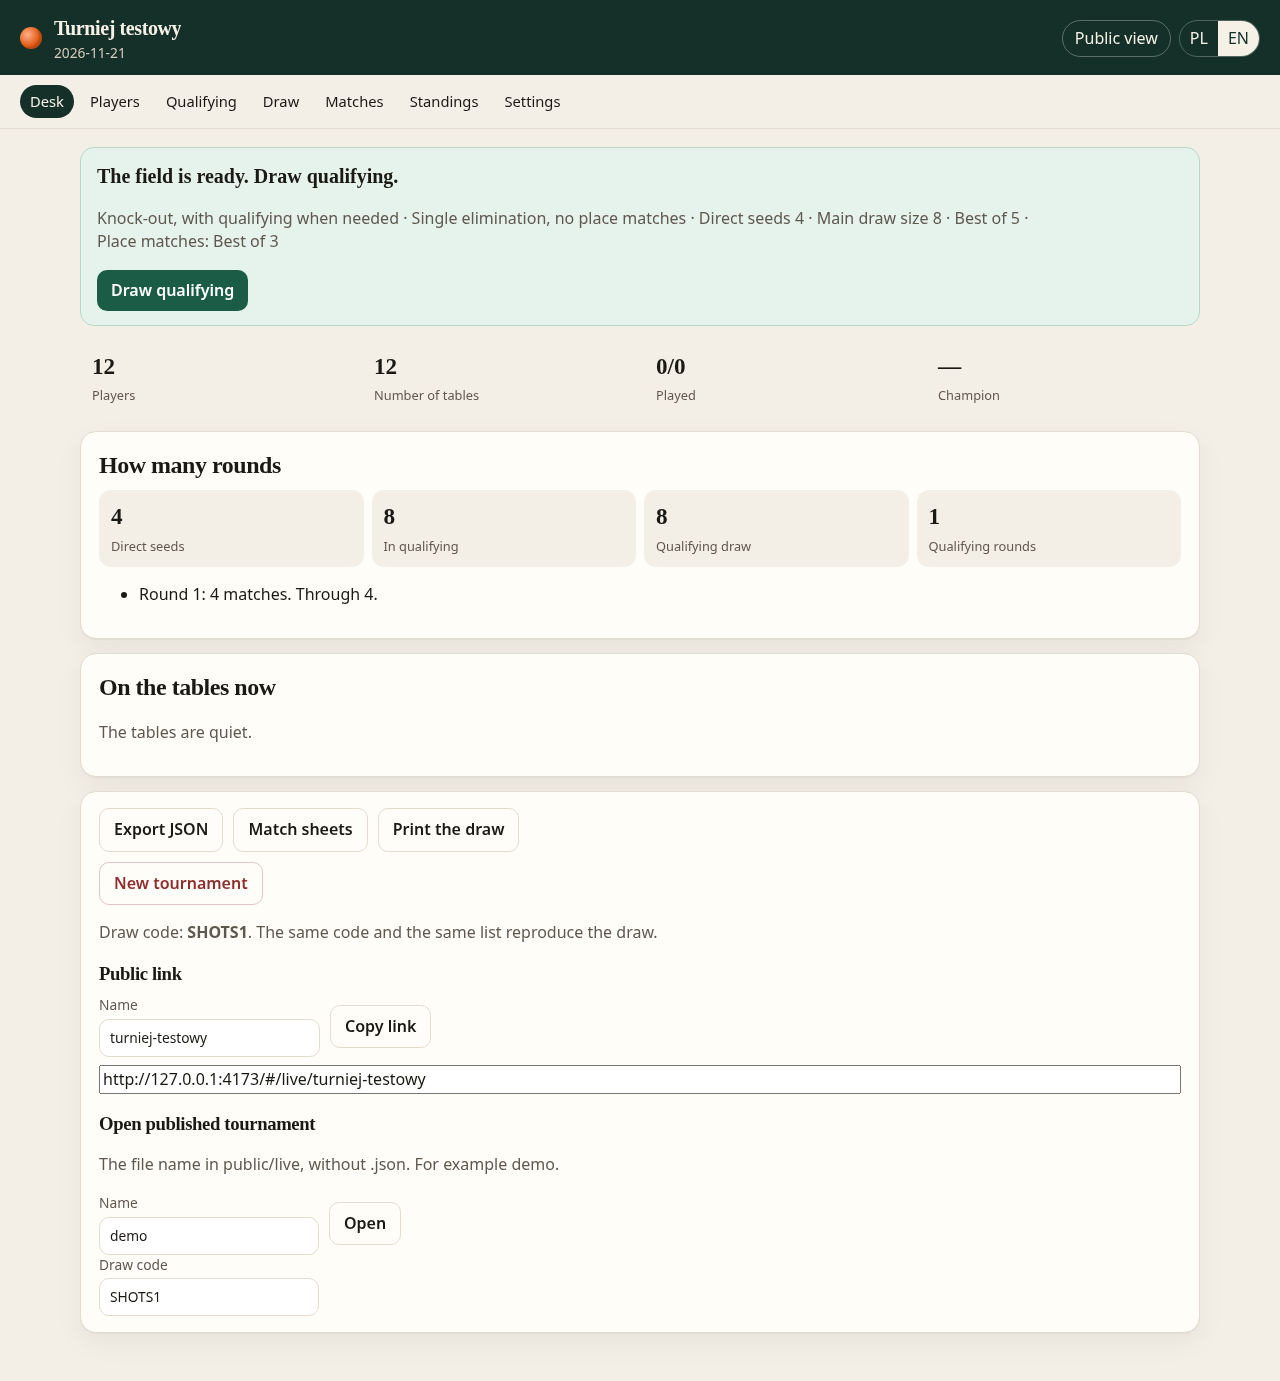 Turniej testowy
2026-11-21
Public view
PL
EN
Desk
Players
Qualifying
Draw
Matches
Standings
Settings
The field is ready. Draw qualifying.
Knock-out, with qualifying when needed · Single elimination, no place matches · Direct seeds 4 · Main draw size 8 · Best of 5 ·
Place matches: Best of 3
Draw qualifying
12
Players
12
Number of tables
0/0
Played
—
Champion
How many rounds
4
Direct seeds
8
In qualifying
8
Qualifying draw
1
Qualifying rounds
• Round 1: 4 matches. Through 4.
On the tables now
The tables are quiet.
Export JSON
Match sheets
Print the draw
New tournament
Draw code: SHOTS1. The same code and the same list reproduce the draw.
Public link
Name
turniej-testowy
Copy link
http://127.0.0.1:4173/#/live/turniej-testowy
Open published tournament
The file name in public/live, without .json. For example demo.
Name
demo
Open
Draw code
SHOTS1